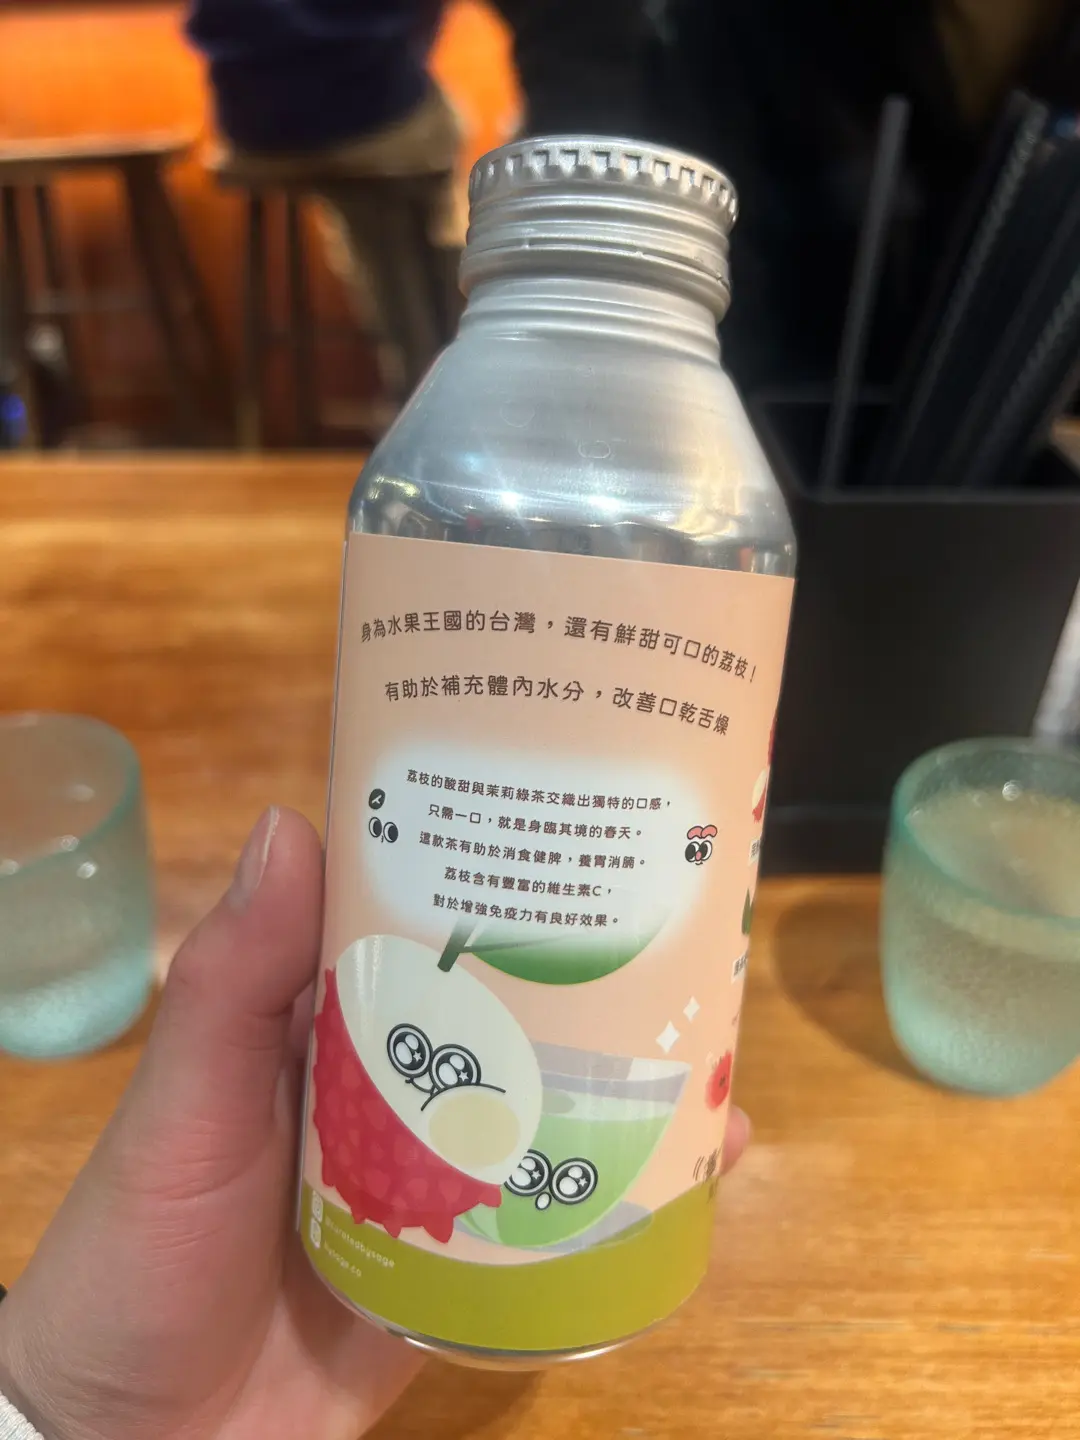 身為水果王國的台灣，還有鮮甜可口的荔枝！
有助於補充體內水分，改善口乾舌燥
荔枝的酸甜與茉莉綠茶交織出獨特的口感，
只需一口，就是身臨其境的春天。
這款茶有助於消食健脾，養胃消腩。
荔枝含有豐富的維生素C，
對於增強免疫力有良好效果。
@curatedbysage
bysage.co